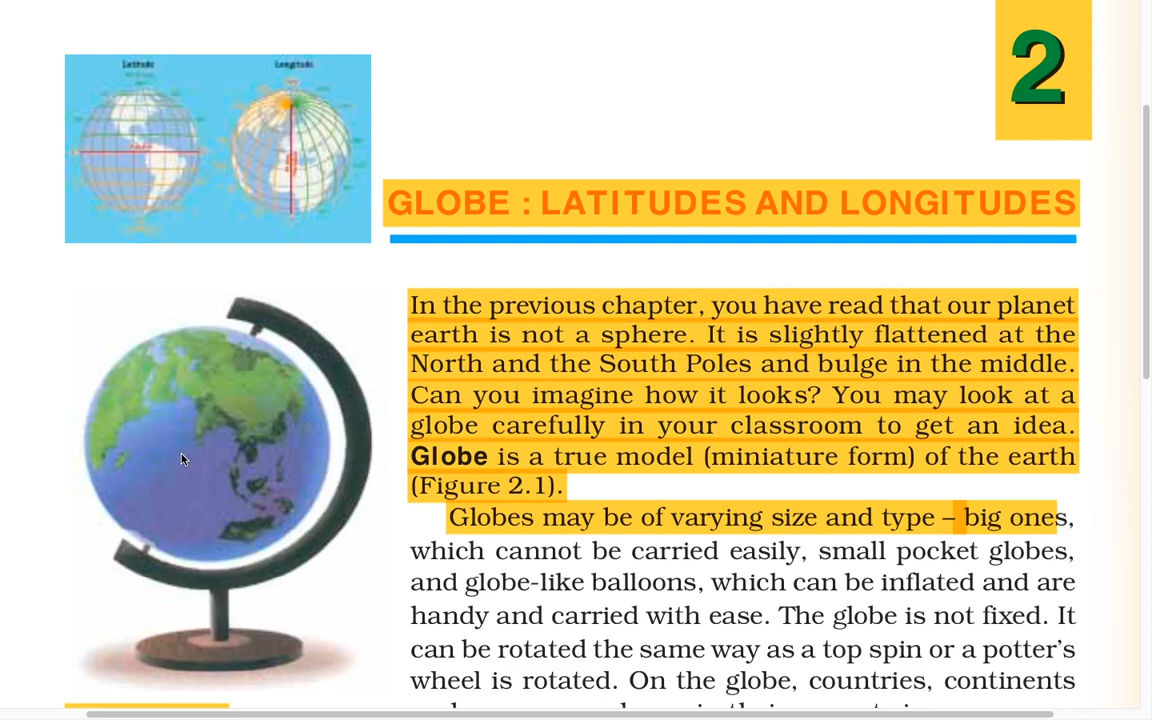 2
Latitude
Longitude
GLOBE : LATITUDES AND LONGITUDES
In the previous chapter, you have read that our planet
earth is not a sphere. It is slightly flattened at the
North and the South Poles and bulge in the middle.
Can you imagine how it looks? You may look at a
globe carefully in your classroom to get an idea.
Globe is a true model (miniature form) of the earth
(Figure 2.1).
Globes may be of varying size and type – big ones,
which cannot be carried easily, small pocket globes,
and globe-like balloons, which can be inflated and are
handy and carried with ease. The globe is not fixed. It
can be rotated the same way as a top spin or a potter’s
wheel is rotated. On the globe, countries, continents